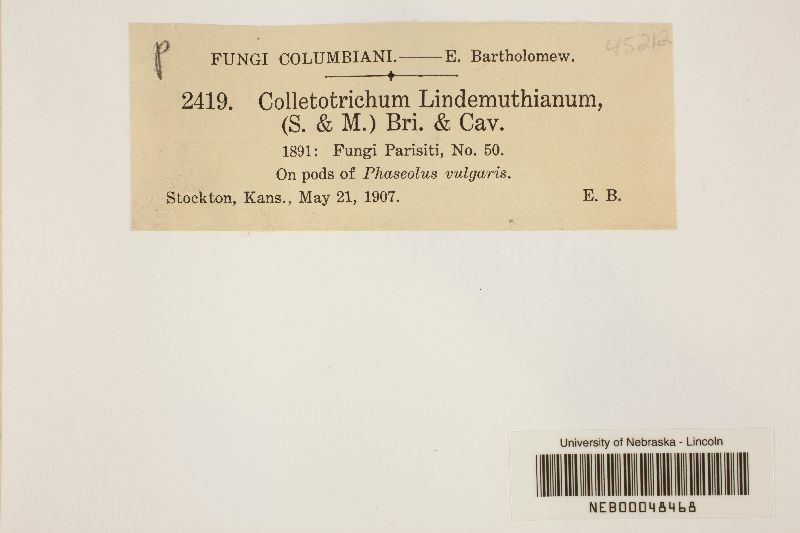 p
45212
FUNGI COLUMBIANI.——E. Bartholomew.
2419. Colletotrichum Lindemuthianum,
(S. & M.) Bri. & Cav.
1891: Fungi Parisiti, No. 50.
On pods of Phaseolus vulgaris.
Stockton, Kans., May 21, 1907. E. B.
University of Nebraska - Lincoln
NEB00048468